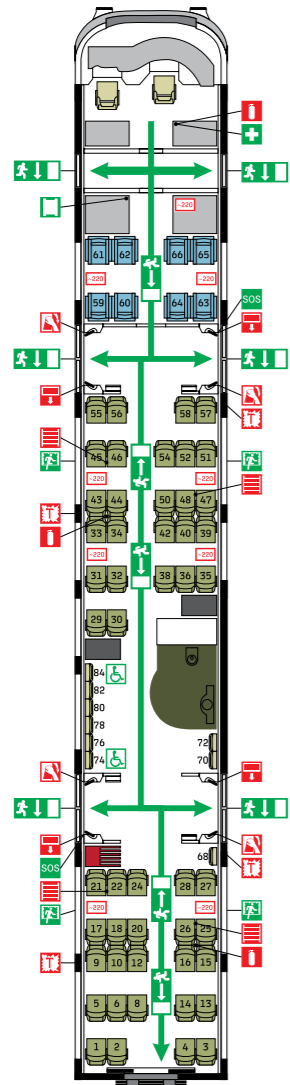 ~220
61 62 66 65
~220 ~220
59 60 64 63
SOS
55 56 58 57
T
45 46 54 52 51
~220 ~220
43 44 50 48 47
T
33 34 42 40 39
~220 ~220
31 32 38 36 35
29 30
84
82
80
78
76 72
74 70
68
SOS
T
21 22 24 28 27
~220 ~220
17 18 20 26 25
T
9 10 12 16 15
5 6 8 14 13
1 2 4 3